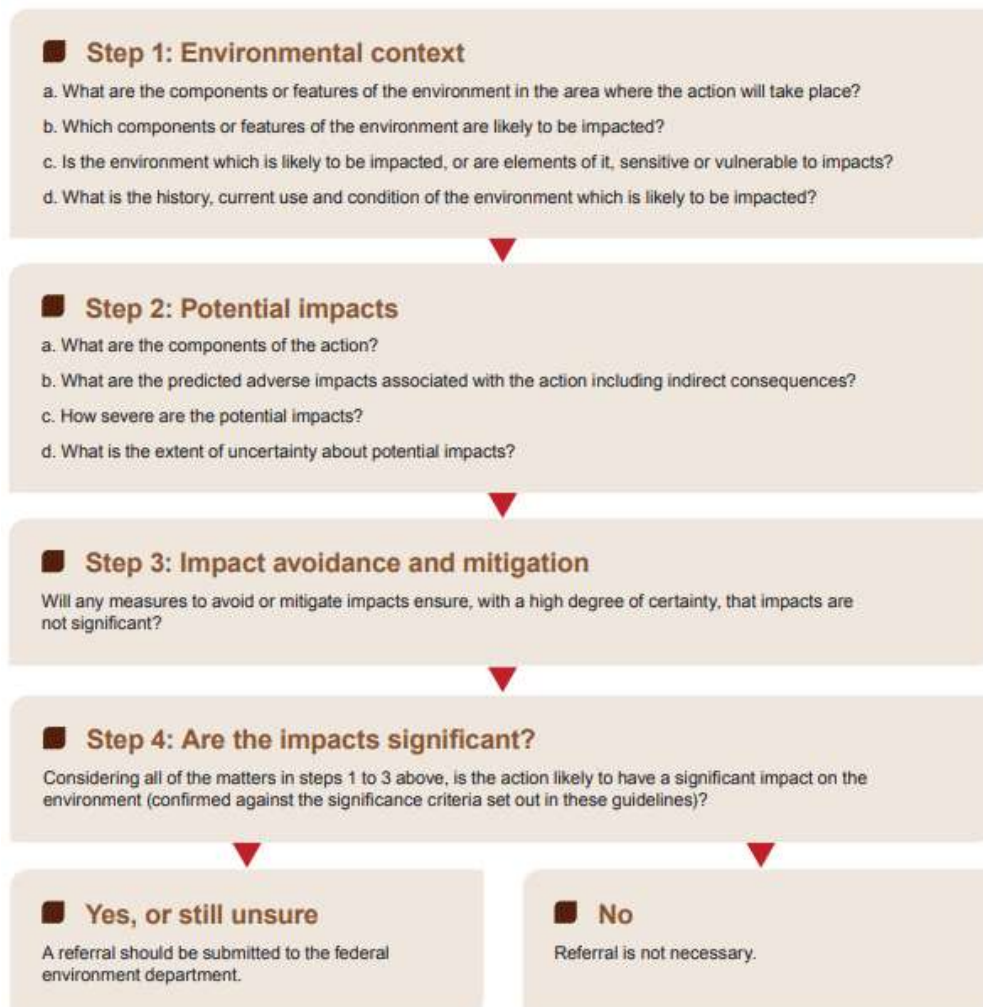 Step 1: Environmental context
a. What are the components or features of the environment in the area where the action will take place?
b. Which components or features of the environment are likely to be impacted?
c. Is the environment which is likely to be impacted, or are elements of it, sensitive or vulnerable to impacts?
d. What is the history, current use and condition of the environment which is likely to be impacted?
Step 2: Potential impacts
a. What are the components of the action?
b. What are the predicted adverse impacts associated with the action including indirect consequences?
c. How severe are the potential impacts?
d. What is the extent of uncertainty about potential impacts?
Step 3: Impact avoidance and mitigation
Will any measures to avoid or mitigate impacts ensure, with a high degree of certainty, that impacts are
not significant?
Step 4: Are the impacts significant?
Considering all of the matters in steps 1 to 3 above, is the action likely to have a significant impact on the
environment (confirmed against the significance criteria set out in these guidelines)?
Yes, or still unsure
A referral should be submitted to the federal
environment department.
No
Referral is not necessary.